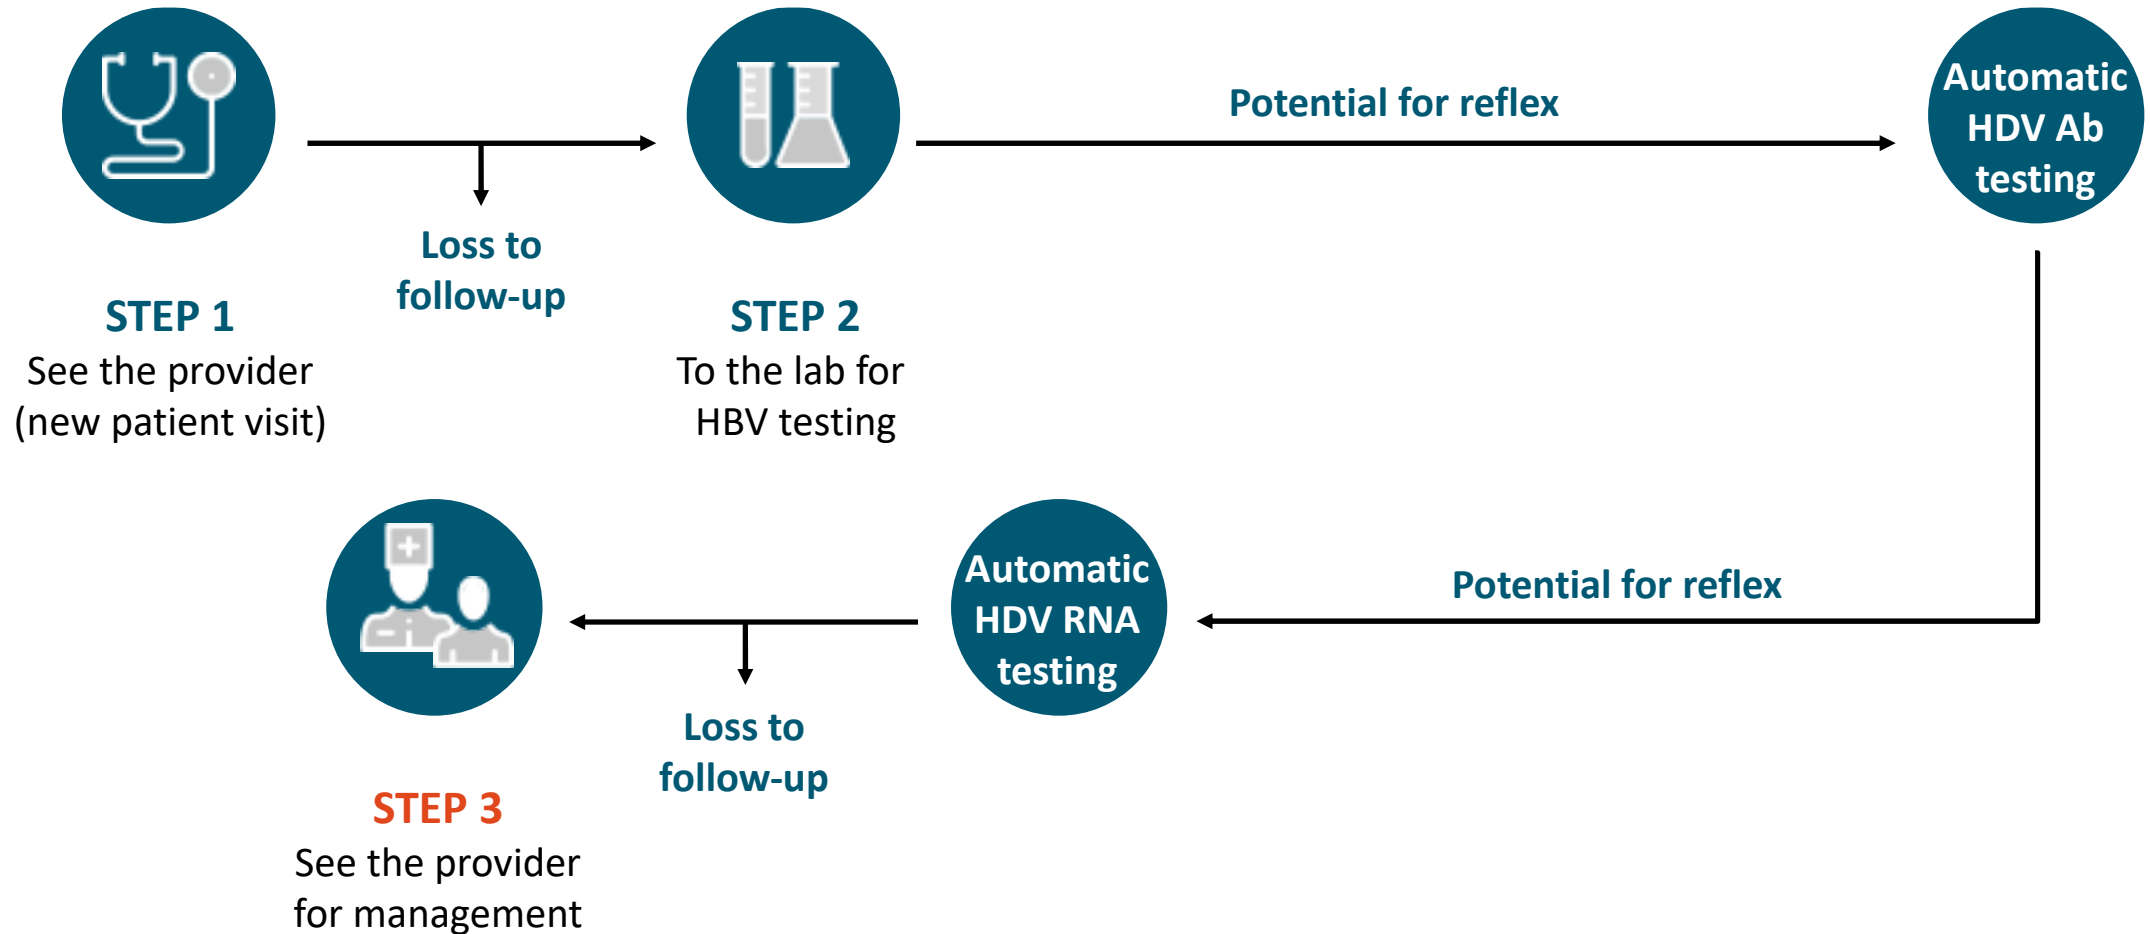 Potential for reflex
Automatic
HDV Ab
testing
Loss to
follow-up
STEP 1
See the provider
(new patient visit)
STEP 2
To the lab for
HBV testing
Automatic
HDV RNA
testing
Potential for reflex
Loss to
follow-up
STEP 3
See the provider
for management